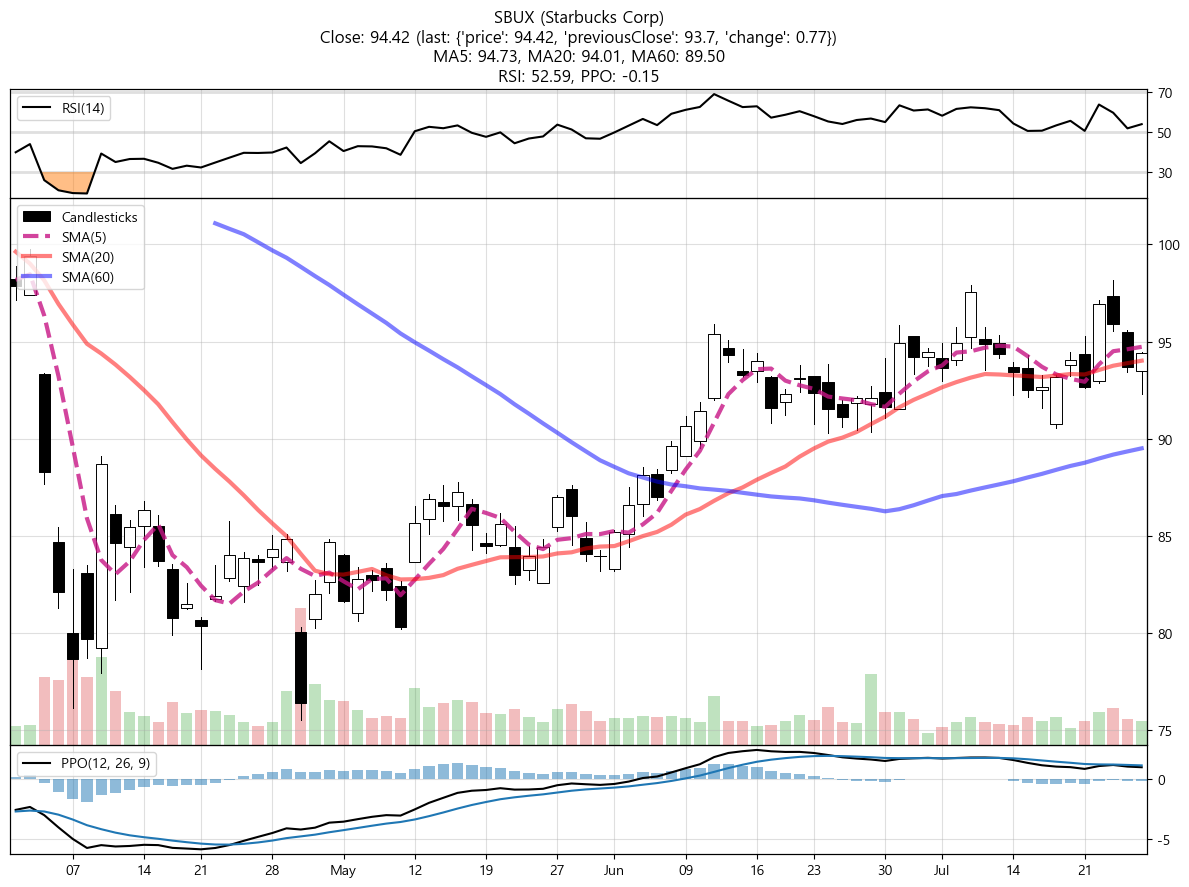 SBUX (Starbucks Corp)
Close: 94.42 (last: {'price': 94.42, 'previousClose': 93.7, 'change': 0.77})
MA5: 94.73, MA20: 94.01, MA60: 89.50
RSI: 52.59, PPO: -0.15
RSI(14)
70
50
30
Candlesticks
SMA(5)
SMA(20)
SMA(60)
100
95
90
85
80
75
PPO(12, 26, 9)
0
-5
07 14 21 28 May 12 19 27 Jun 09 16 23 30 Jul 14 21